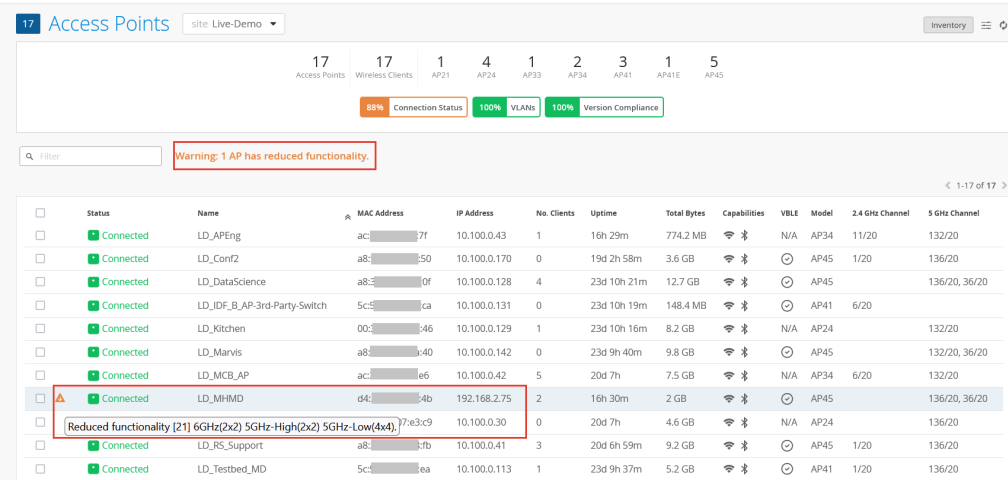 17 Access Points site Live-Demo Inventory
17 17 1 4 1 2 3 1 5
Access Points Wireless Clients AP21 AP24 AP33 AP34 AP41 AP41E AP45
88% Connection Status 100% VLANs 100% Version Compliance
Filter Warning: 1 AP has reduced functionality.
< 1-17 of 17 >
Status Name MAC Address IP Address No. Clients Uptime Total Bytes Capabilities VBLE Model 2.4 GHz Channel 5 GHz Channel
Connected LD_APEng ac: :7f 10.100.0.43 1 16h 29m 774.2 MB N/A AP34 11/20 132/20
Connected LD_Conf2 a8: :50 10.100.0.170 0 19d 2h 58m 3.6 GB AP45 1/20 136/20
Connected LD_DataScience a8:3 0f 10.100.0.128 4 23d 10h 21m 12.7 GB AP45 136/20, 36/20
Connected LD_IDF_B_AP-3rd-Party-Switch 5c:5 :ca 10.100.0.131 0 23d 10h 19m 148.4 MB AP41 6/20
Connected LD_Kitchen 00: :46 10.100.0.129 1 23d 10h 16m 8.2 GB N/A AP24 132/20
Connected LD_Marvis a8: :40 10.100.0.142 0 23d 9h 40m 9.8 GB AP45 132/20, 36/20
Connected LD_MCB_AP ac: e6 10.100.0.42 5 20d 7h 7.5 GB N/A AP34 6/20 132/20
Connected LD_MHMD d4: :4b 192.168.2.75 2 16h 30m 2 GB AP45 136/20, 36/20
Reduced functionality [21] 6GHz(2x2) 5GHz-High(2x2) 5GHz-Low(4x4). 07:e3:c9 10.100.0.30 0 20d 7h 4.6 GB N/A AP24 136/20
Connected LD_RS_Support a8: :fb 10.100.0.41 3 20d 6h 59m 9.2 GB AP45 1/20 136/20
Connected LD_Testbed_MD 5c:5 :ea 10.100.0.113 1 23d 9h 37m 5.2 GB AP41 1/20 136/20